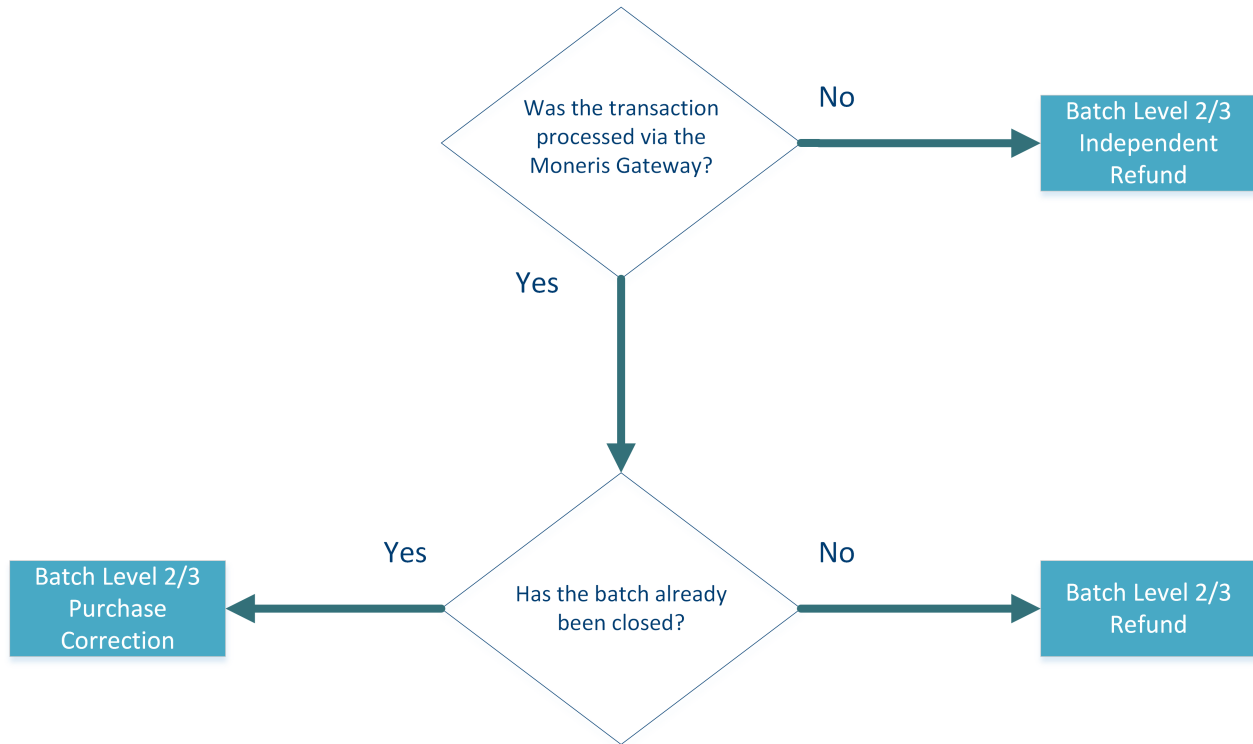 Was the transaction
processed via the
Moneris Gateway?
No
Batch Level 2/3
Independent
Refund
Yes
Has the batch already
been closed?
Yes
Batch Level 2/3
Purchase
Correction
No
Batch Level 2/3
Refund